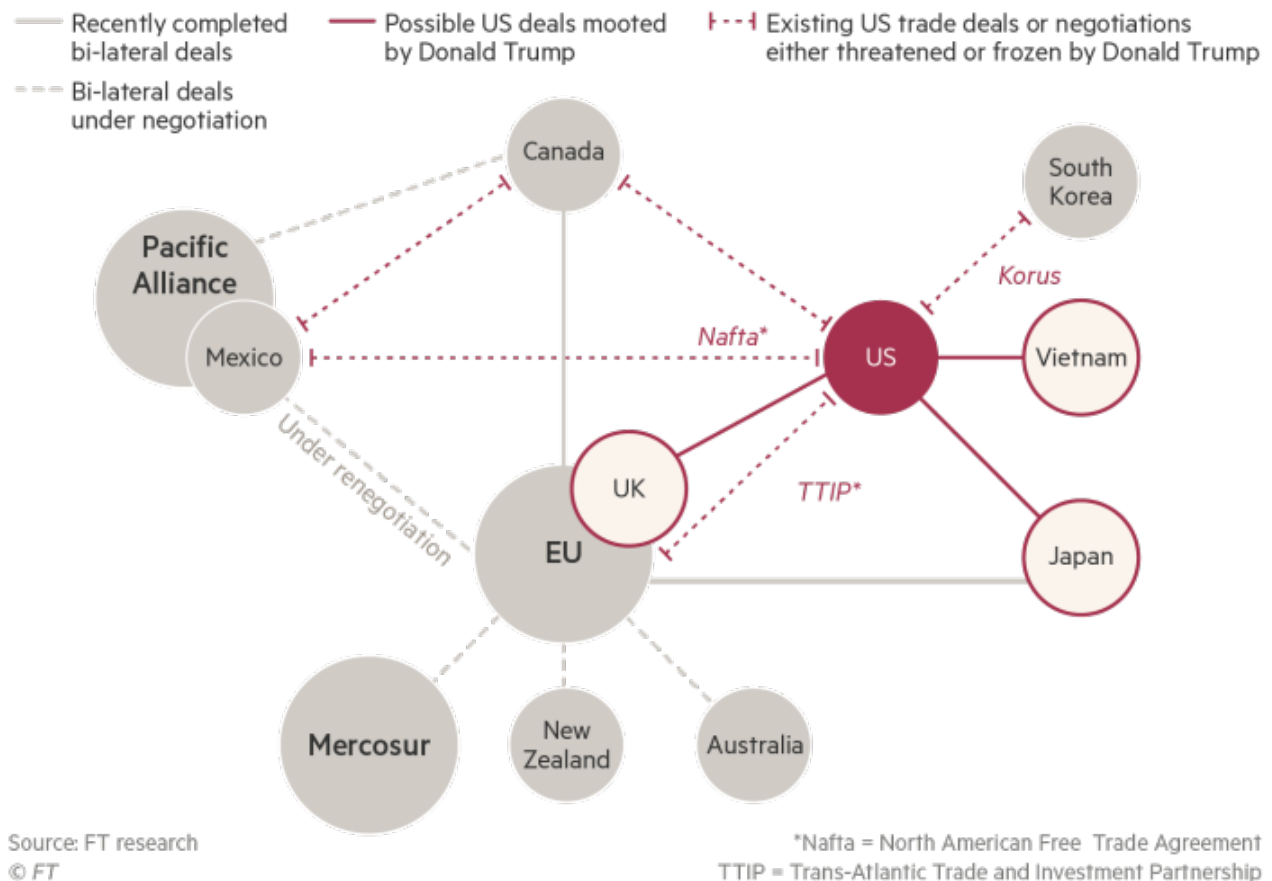 Recently completed
bi-lateral deals
Bi-lateral deals
under negotiation
Possible US deals mooted
by Donald Trump
Existing US trade deals or negotiations
either threatened or frozen by Donald Trump
Canada
South
Korea
Pacific
Alliance
Korus
Nafta*
Mexico
US
Vietnam
Under renegotiation
UK
TTIP*
EU
Japan
Mercosur
New
Zealand
Australia
Source: FT research
© FT
*Nafta = North American Free Trade Agreement
TTIP = Trans-Atlantic Trade and Investment Partnership